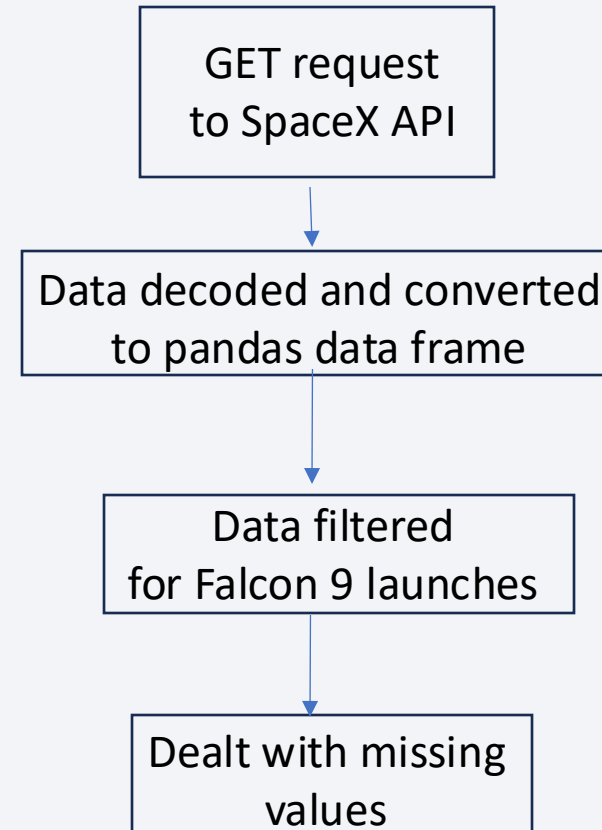 GET request
to SpaceX API
Data decoded and converted
to pandas data frame
Data filtered
for Falcon 9 launches
Dealt with missing
values